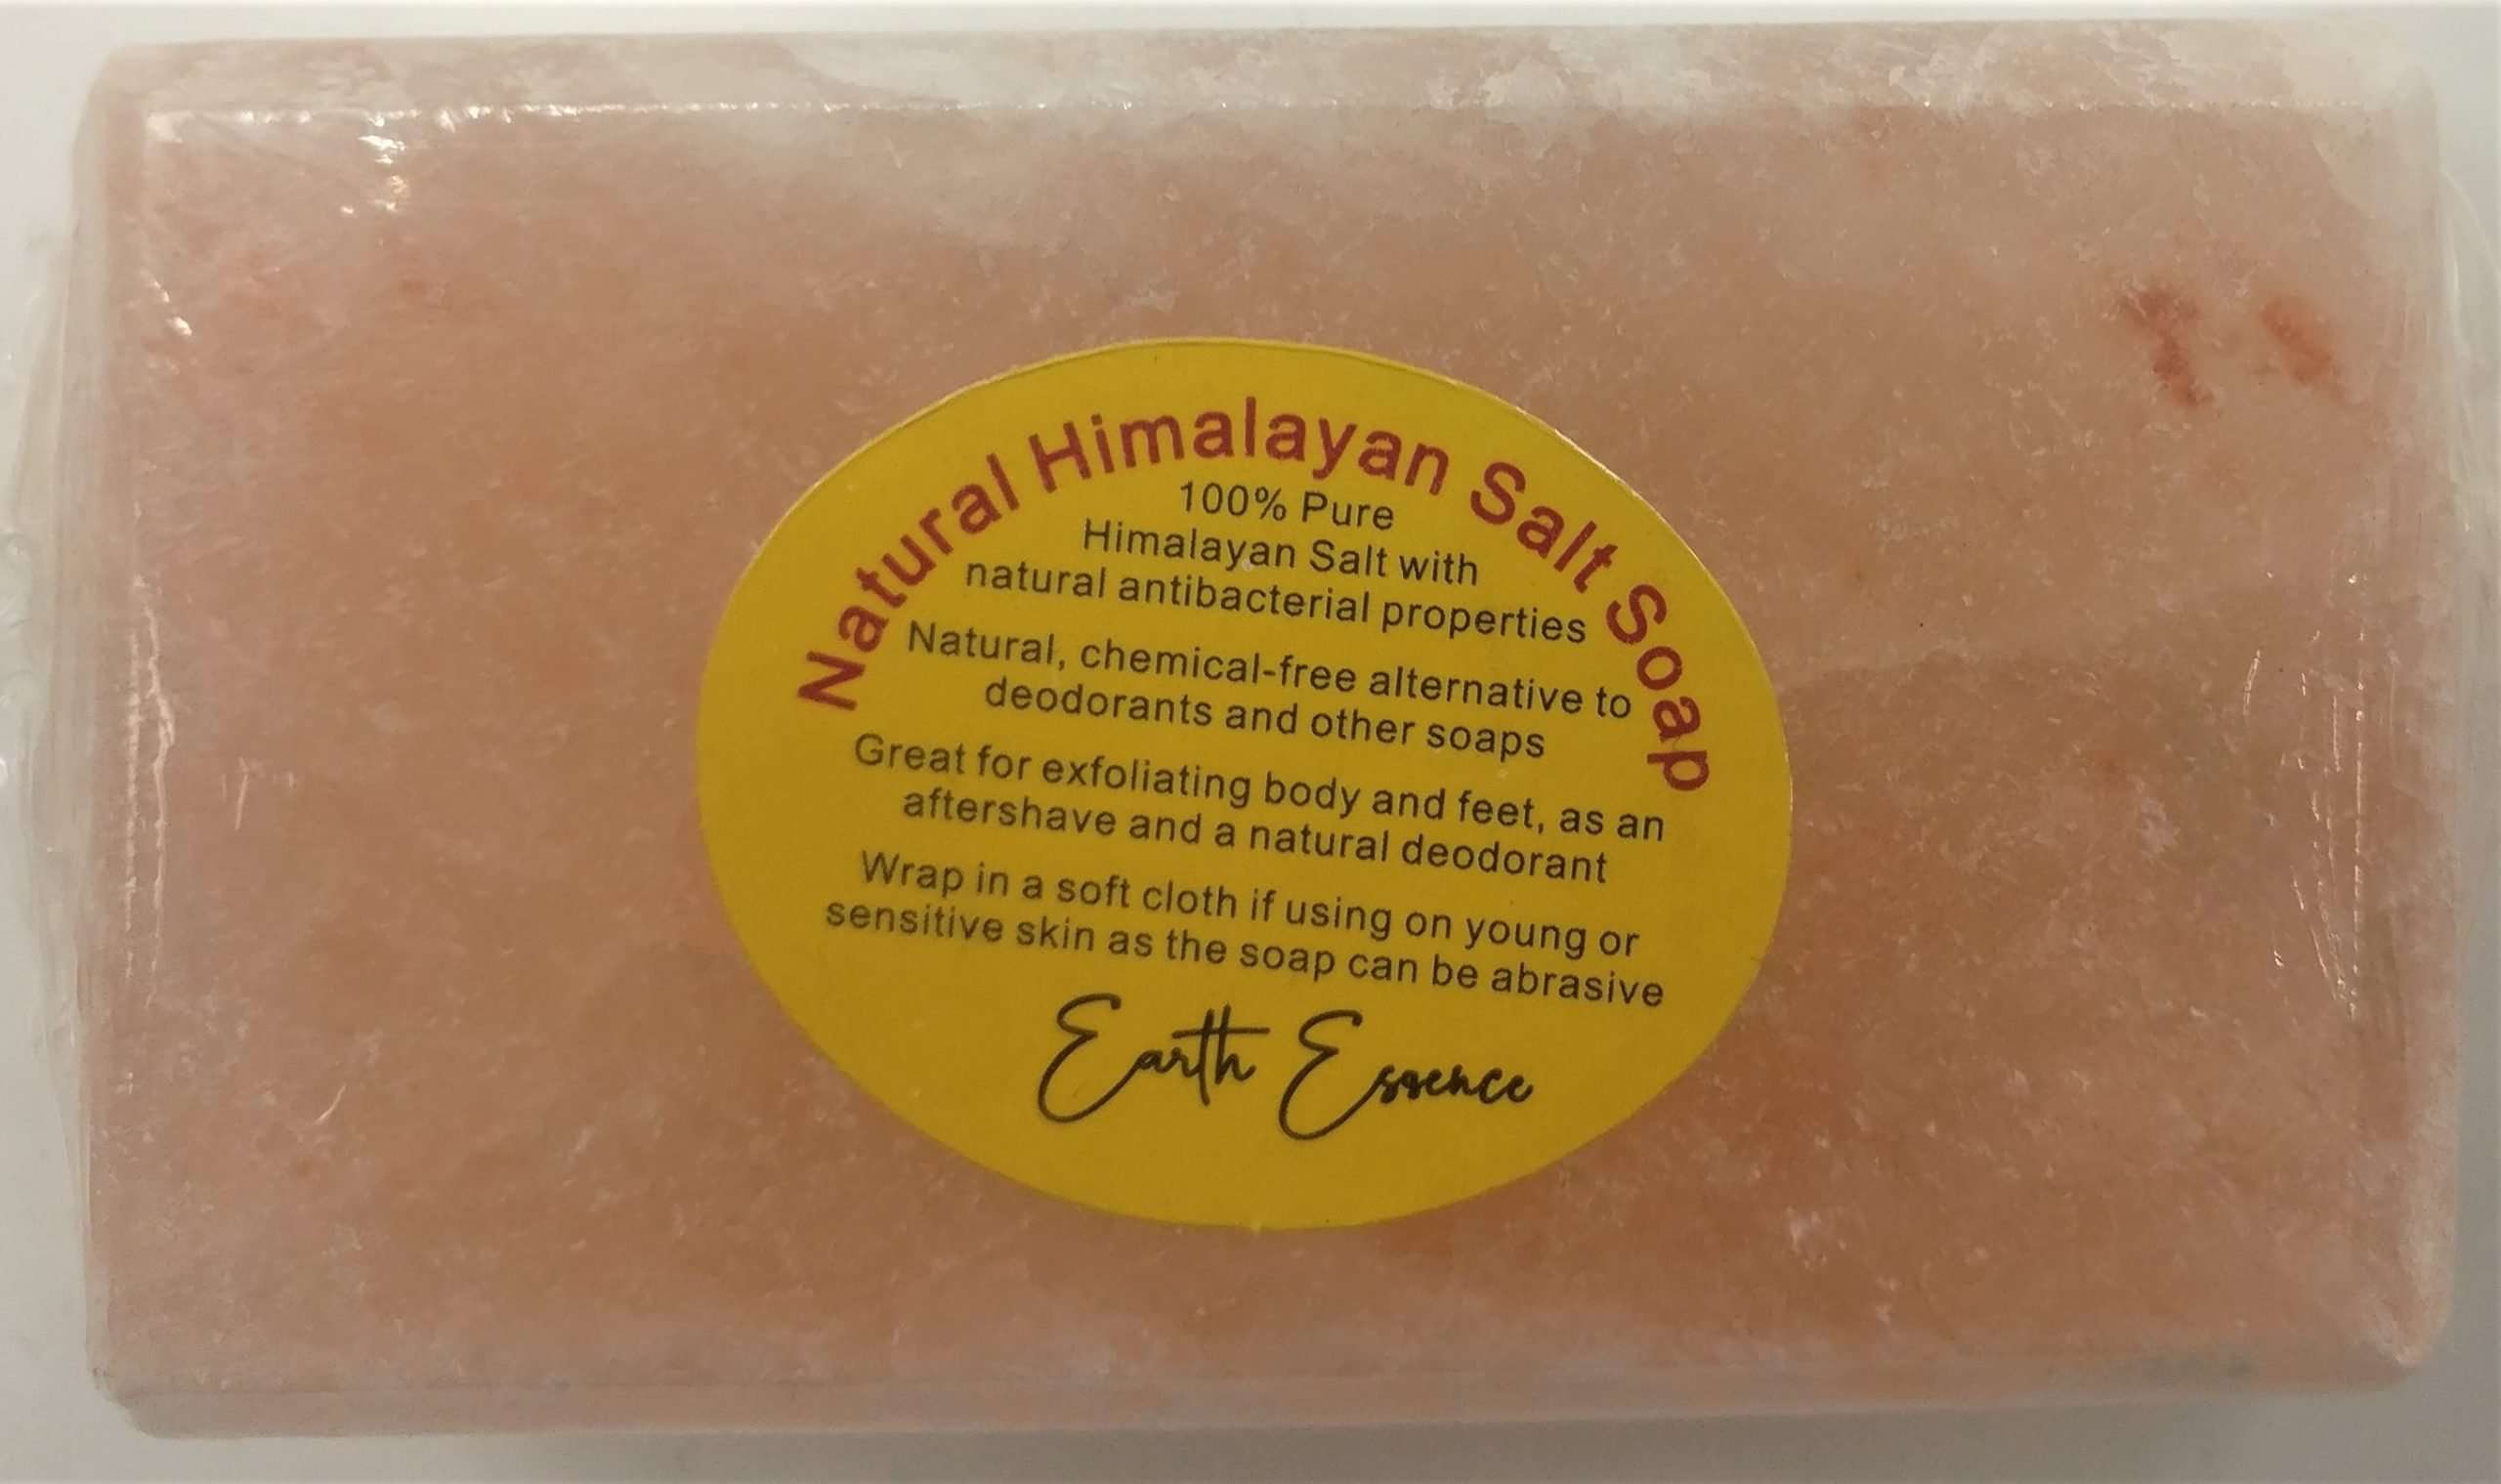 Natural Himalayan Salt Soap
100% Pure
Himalayan Salt with
natural antibacterial properties
Natural, chemical-free alternative to
deodorants and other soaps
Great for exfoliating body and feet, as an
aftershave and a natural deodorant
Wrap in a soft cloth if using on young or
sensitive skin as the soap can be abrasive
Earth Essence